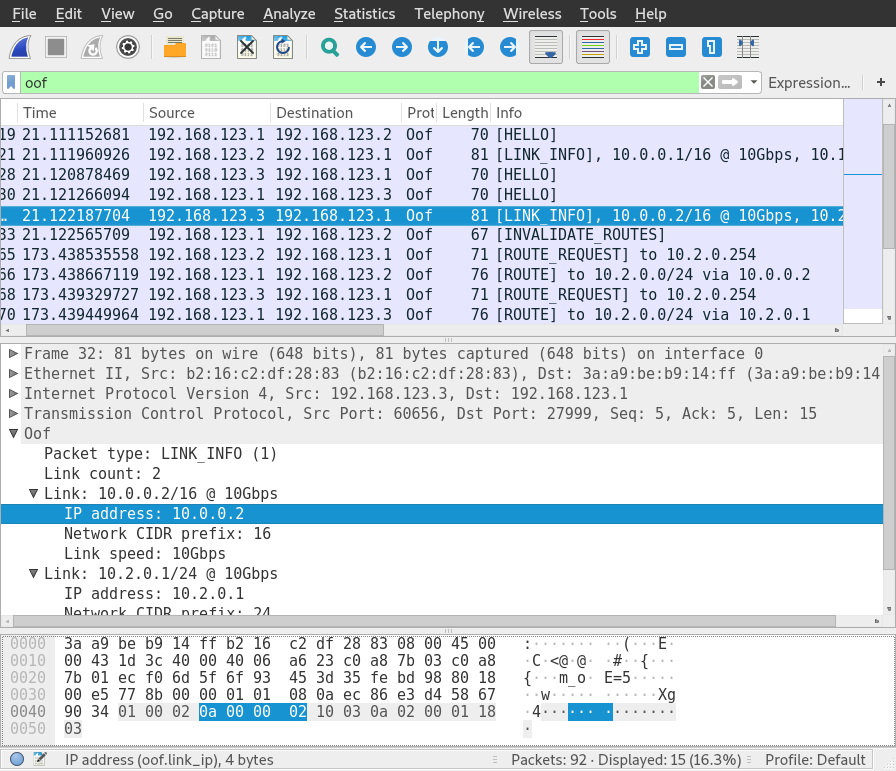 File Edit View Go Capture Analyze Statistics Telephony Wireless Tools Help
oof Expression... +
Time Source Destination Prot Length Info
19 21.111152681 192.168.123.1 192.168.123.2 Oof 70 [HELLO]
21 21.111960926 192.168.123.2 192.168.123.1 Oof 81 [LINK_INFO], 10.0.0.1/16 @ 10Gbps, 10.1
28 21.120878469 192.168.123.3 192.168.123.1 Oof 70 [HELLO]
30 21.121266094 192.168.123.1 192.168.123.3 Oof 70 [HELLO]
… 21.122187704 192.168.123.3 192.168.123.1 Oof 81 [LINK_INFO], 10.0.0.2/16 @ 10Gbps, 10.2
33 21.122565709 192.168.123.1 192.168.123.2 Oof 67 [INVALIDATE_ROUTES]
65 173.438535558 192.168.123.2 192.168.123.1 Oof 71 [ROUTE_REQUEST] to 10.2.0.254
66 173.438667119 192.168.123.1 192.168.123.2 Oof 76 [ROUTE] to 10.2.0.0/24 via 10.0.0.2
68 173.439329727 192.168.123.3 192.168.123.1 Oof 71 [ROUTE_REQUEST] to 10.2.0.254
70 173.439449964 192.168.123.1 192.168.123.3 Oof 76 [ROUTE] to 10.2.0.0/24 via 10.2.0.1
Frame 32: 81 bytes on wire (648 bits), 81 bytes captured (648 bits) on interface 0
Ethernet II, Src: b2:16:c2:df:28:83 (b2:16:c2:df:28:83), Dst: 3a:a9:be:b9:14:ff (3a:a9:be:b9:14
Internet Protocol Version 4, Src: 192.168.123.3, Dst: 192.168.123.1
Transmission Control Protocol, Src Port: 60656, Dst Port: 27999, Seq: 5, Ack: 5, Len: 15
Oof
Packet type: LINK_INFO (1)
Link count: 2
Link: 10.0.0.2/16 @ 10Gbps
IP address: 10.0.0.2
Network CIDR prefix: 16
Link speed: 10Gbps
Link: 10.2.0.1/24 @ 10Gbps
IP address: 10.2.0.1
Network CIDR prefix: 24
0000 3a a9 be b9 14 ff b2 16 c2 df 28 83 08 00 45 00 :······· ··(···E·
0010 00 43 1d 3c 40 00 40 06 a6 23 c0 a8 7b 03 c0 a8 ·C·<@·@· ·#··{···
0020 7b 01 ec f0 6d 5f 6f 93 45 3d 35 fe bd 98 80 18 {···m_o· E=5·····
0030 00 e5 77 8b 00 00 01 01 08 0a ec 86 e3 d4 58 67 ··w····· ······Xg
0040 90 34 01 00 02 0a 00 00 02 10 03 0a 02 00 01 18 ·4······ ········
0050 03 ·
IP address (oof.link_ip), 4 bytes Packets: 92 · Displayed: 15 (16.3%) Profile: Default